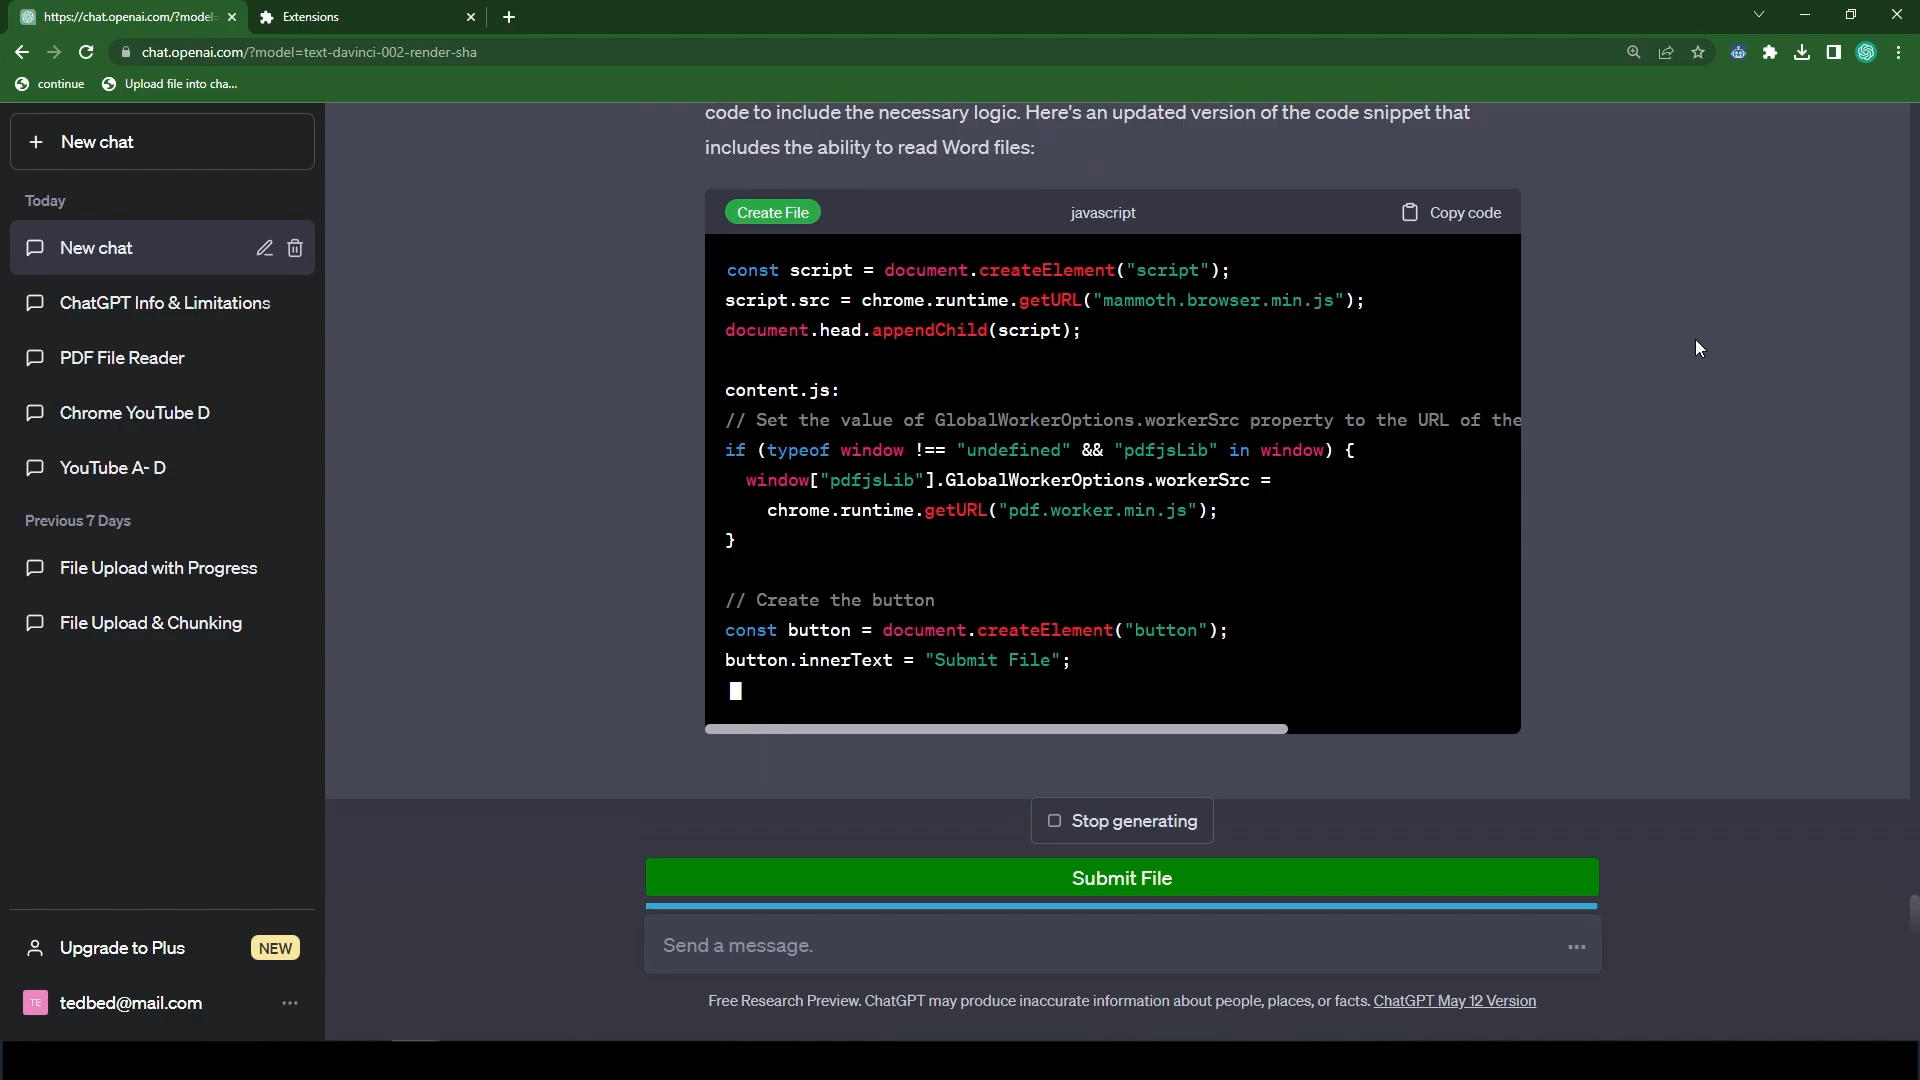 https://chat.openai.com/?model=
Extensions
chat.openai.com/?model=text-davinci-002-render-sha
continue
Upload file into cha...
+ New chat
Today
New chat
ChatGPT Info & Limitations
PDF File Reader
Chrome YouTube D
YouTube A- D
Previous 7 Days
File Upload with Progress
File Upload & Chunking
Upgrade to Plus
NEW
TE
tedbed@mail.com
code to include the necessary logic. Here's an updated version of the code snippet that
includes the ability to read Word files:
Create File
javascript
Copy code
const script = document.createElement("script");
script.src = chrome.runtime.getURL("mammoth.browser.min.js");
document.head.appendChild(script);
content.js:
// Set the value of GlobalWorkerOptions.workerSrc property to the URL of the
if (typeof window !== "undefined" && "pdfjsLib" in window) {
window["pdfjsLib"].GlobalWorkerOptions.workerSrc =
chrome.runtime.getURL("pdf.worker.min.js");
}
// Create the button
const button = document.createElement("button");
button.innerText = "Submit File";
Stop generating
Submit File
Send a message.
Free Research Preview. ChatGPT may produce inaccurate information about people, places, or facts. ChatGPT May 12 Version